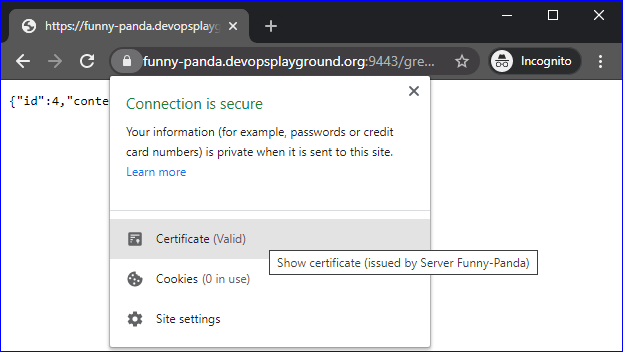 https://funny-panda.devopsplaygr
funny-panda.devopsplayground.org:9443/gre...
Incognito
{"id":4,"conte
Connection is secure
Your information (for example, passwords or credit
card numbers) is private when it is sent to this site.
Learn more
Certificate (Valid)
Show certificate (issued by Server Funny-Panda)
Cookies (0 in use)
Site settings